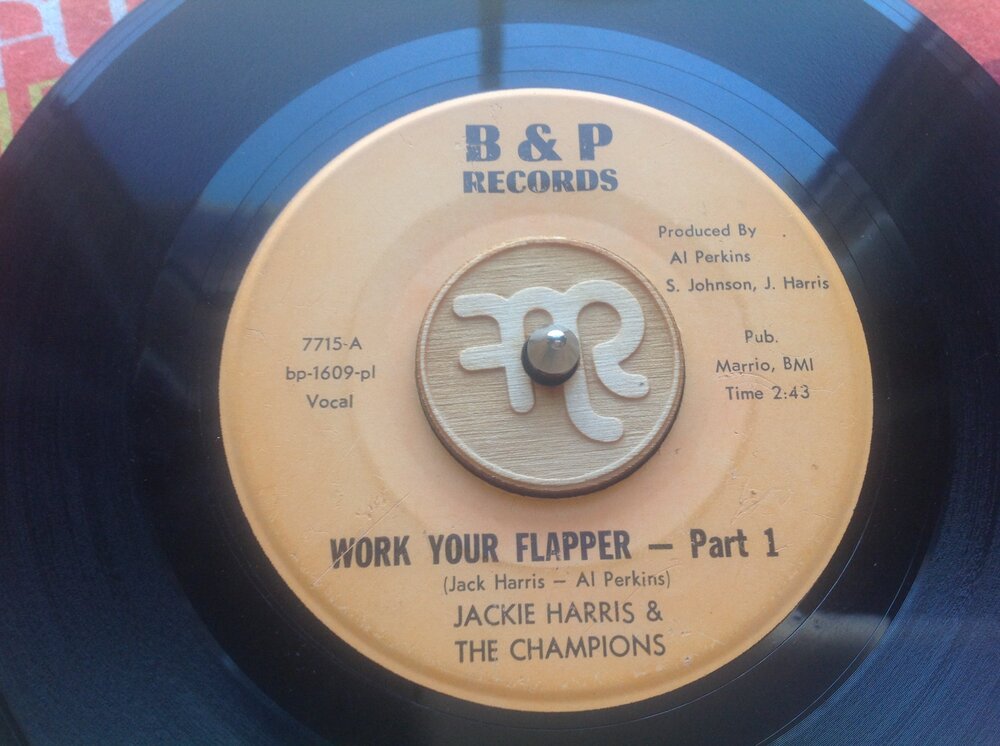 B & P
RECORDS
Produced By
Al Perkins
S. Johnson, J. Harris
7715-A
bp-1609-pl
Vocal
Pub.
Marrio, BMI
Time 2:43
WORK YOUR FLAPPER — Part 1
(Jack Harris — Al Perkins)
JACKIE HARRIS &
THE CHAMPIONS